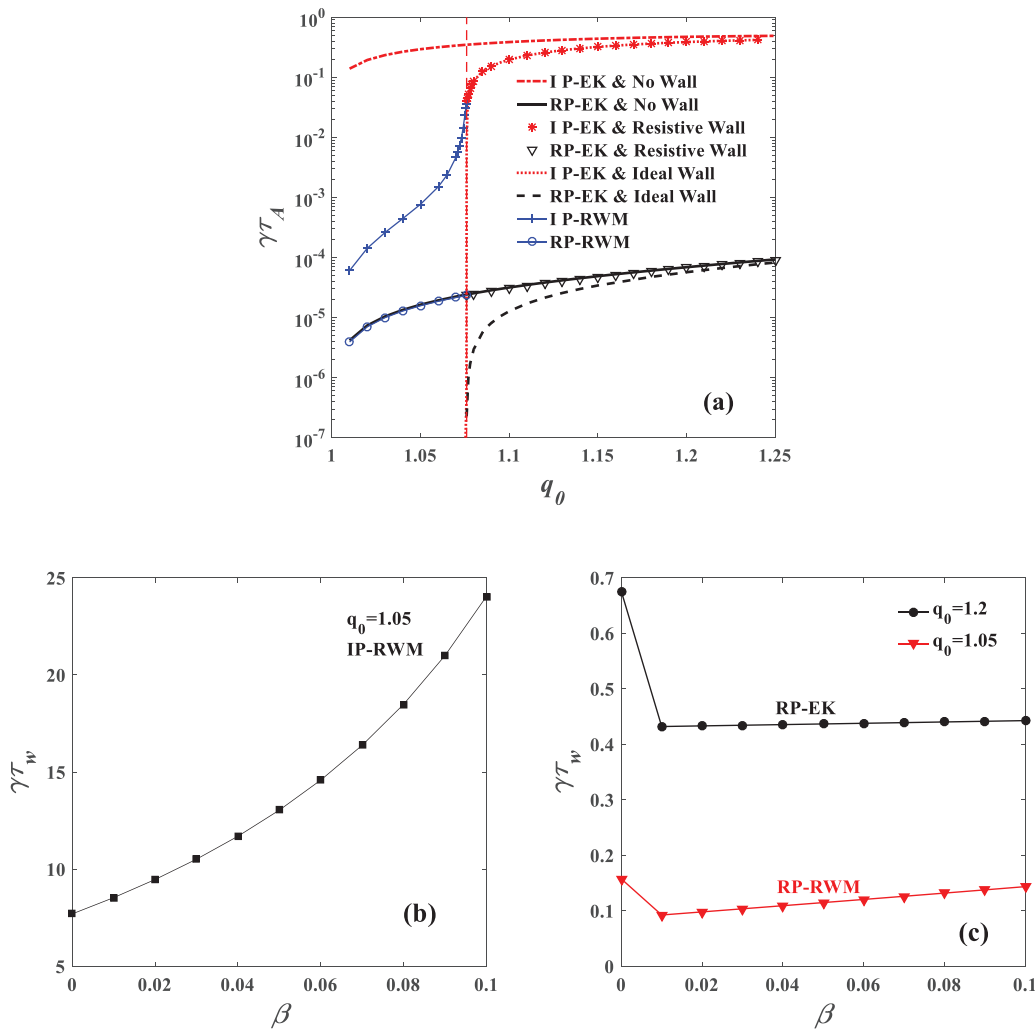 10^0
10^-1
10^-2
10^-3
10^-4
10^-5
10^-6
10^-7
γτ_A
I P-EK & No Wall
RP-EK & No Wall
I P-EK & Resistive Wall
RP-EK & Resistive Wall
I P-EK & Ideal Wall
RP-EK & Ideal Wall
I P-RWM
RP-RWM
(a)
1 1.05 1.1 1.15 1.2 1.25
q_0
25
20
15
10
5
γτ_w
q_0=1.05
IP-RWM
(b)
0 0.02 0.04 0.06 0.08 0.1
β
0.7
0.6
0.5
0.4
0.3
0.2
0.1
0
γτ_w
q_0=1.2
q_0=1.05
RP-EK
RP-RWM
(c)
0 0.02 0.04 0.06 0.08 0.1
β